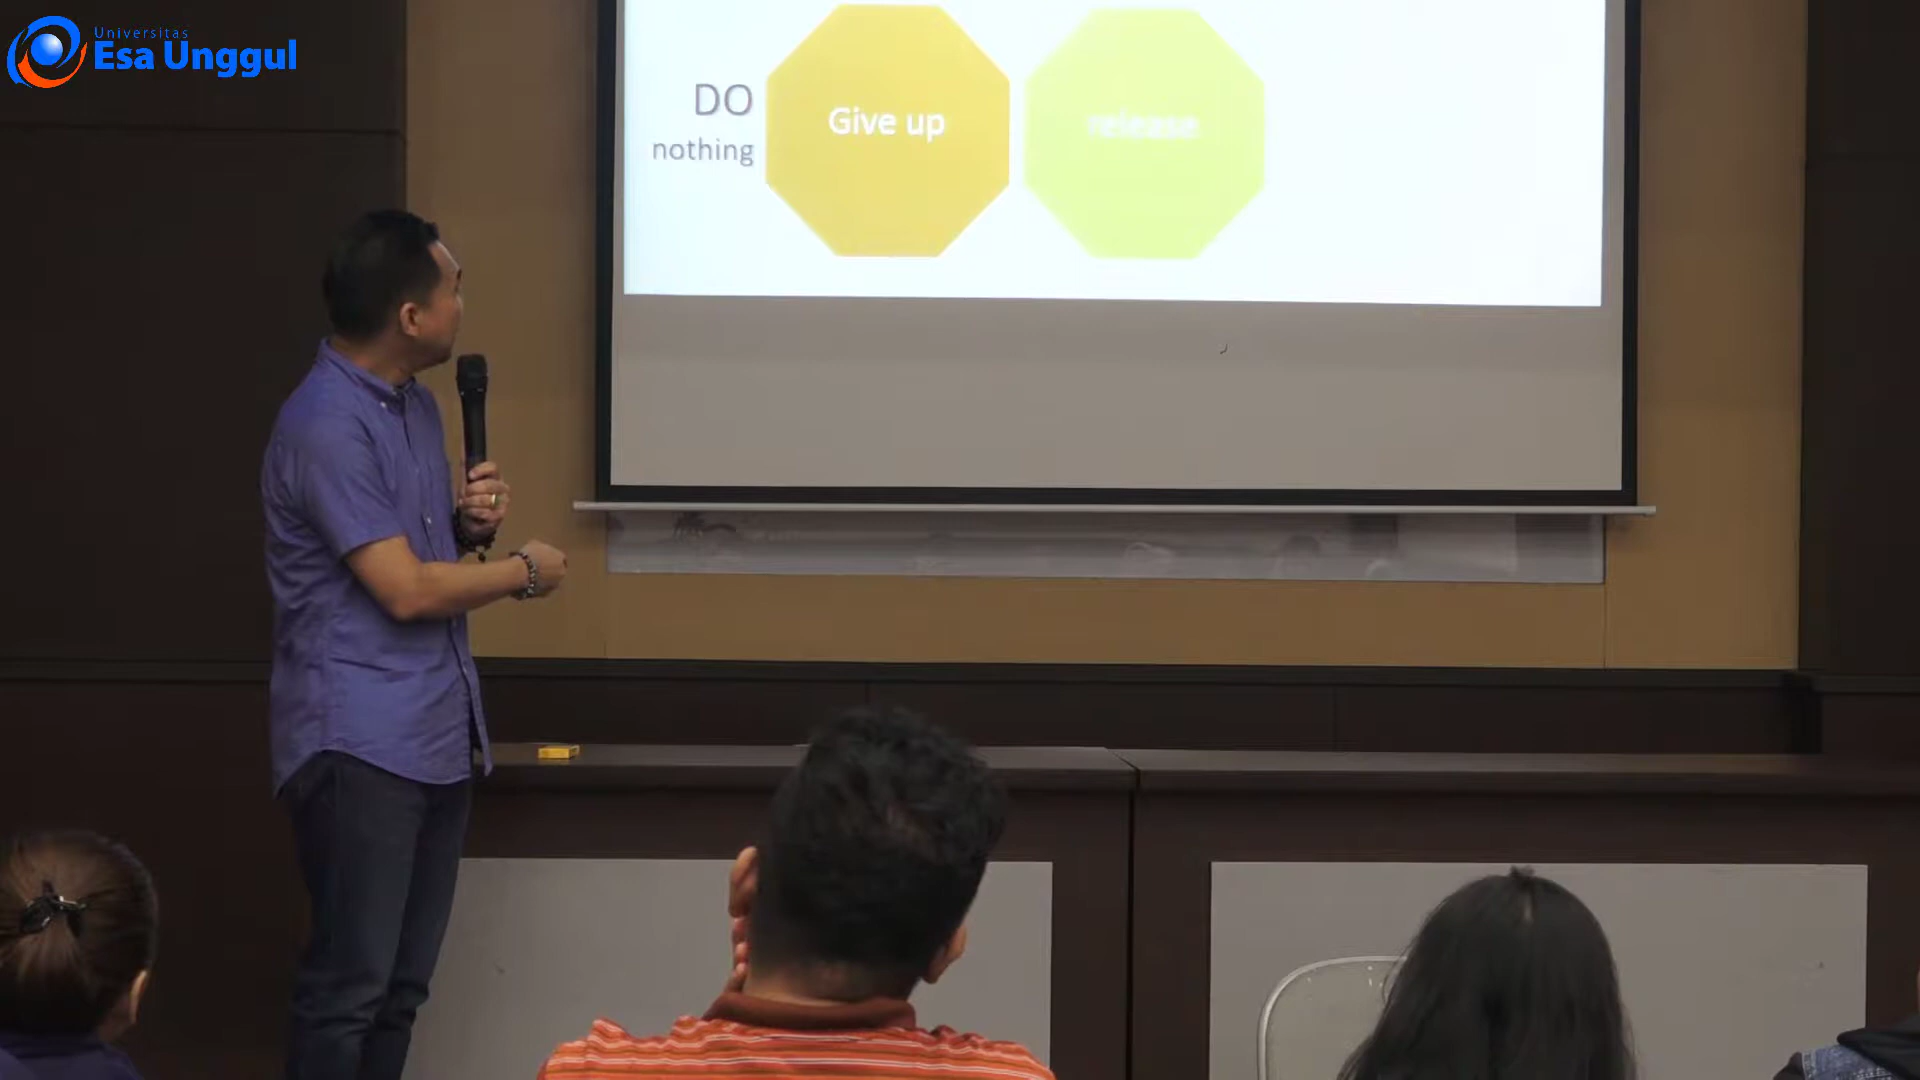 Universitas
Esa Unggul
DO
nothing
Give up
release